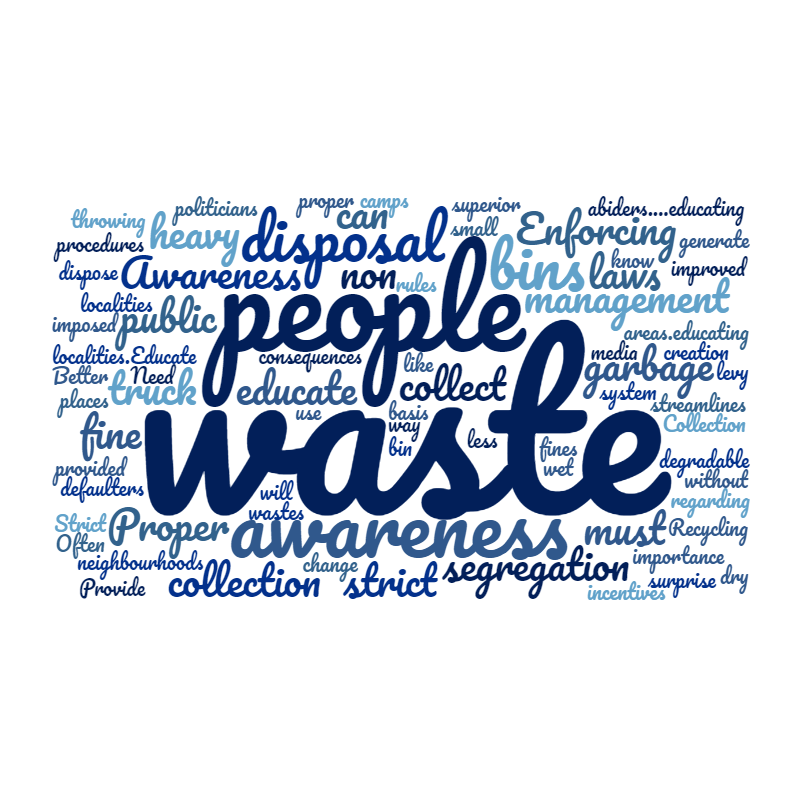 politicians
proper camps
superior
abiders....educating
throwing
can
small
Enforcing
procedures
heavy
disposal
generate
know
dispose
Awareness
non
rules
bins
laws
improved
localities
people
management
imposed
public
areas.educating
localities.Educate
consequences
like
media
creation
Better
Need
garbage
levy
places
truck
educate
collect
system
streamlines
use
basis
Collection
fine
way
waste
bin
less
fines
wet
degradable
provided
without
defaulters
will
regarding
wastes
Strict
Proper
awareness
must
Recycling
Often
neighbourhoods
change
segregation
importance
Provide
collection
strict
surprise
dry
incentives